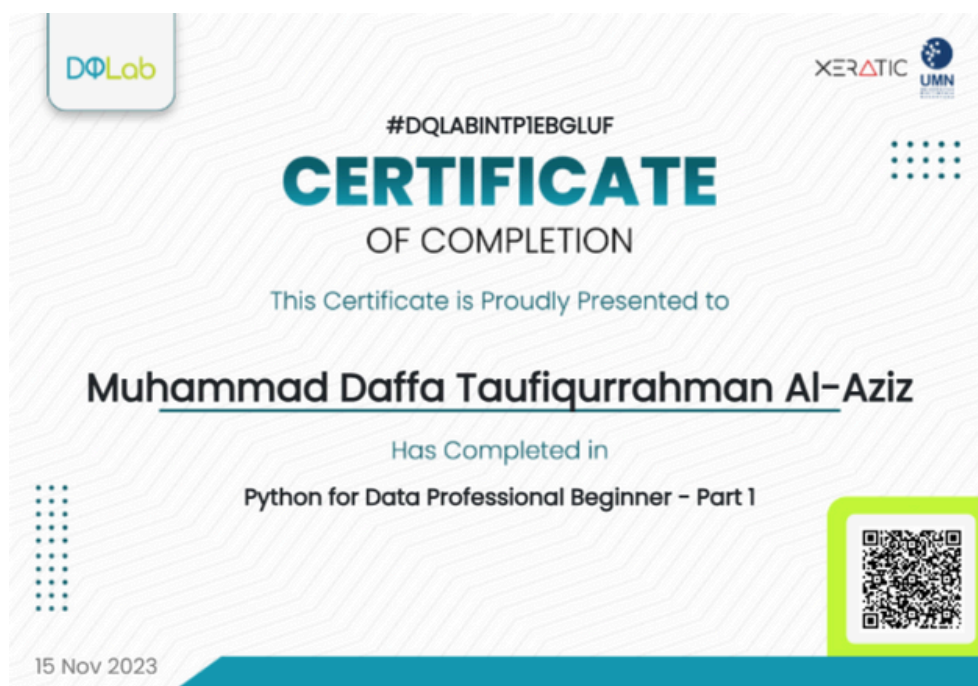 DQLab
XERATIC
UMN
#DQLABINTP1EBGLUF
CERTIFICATE
OF COMPLETION
This Certificate is Proudly Presented to
Muhammad Daffa Taufiqurrahman Al-Aziz
Has Completed in
Python for Data Professional Beginner - Part 1
15 Nov 2023